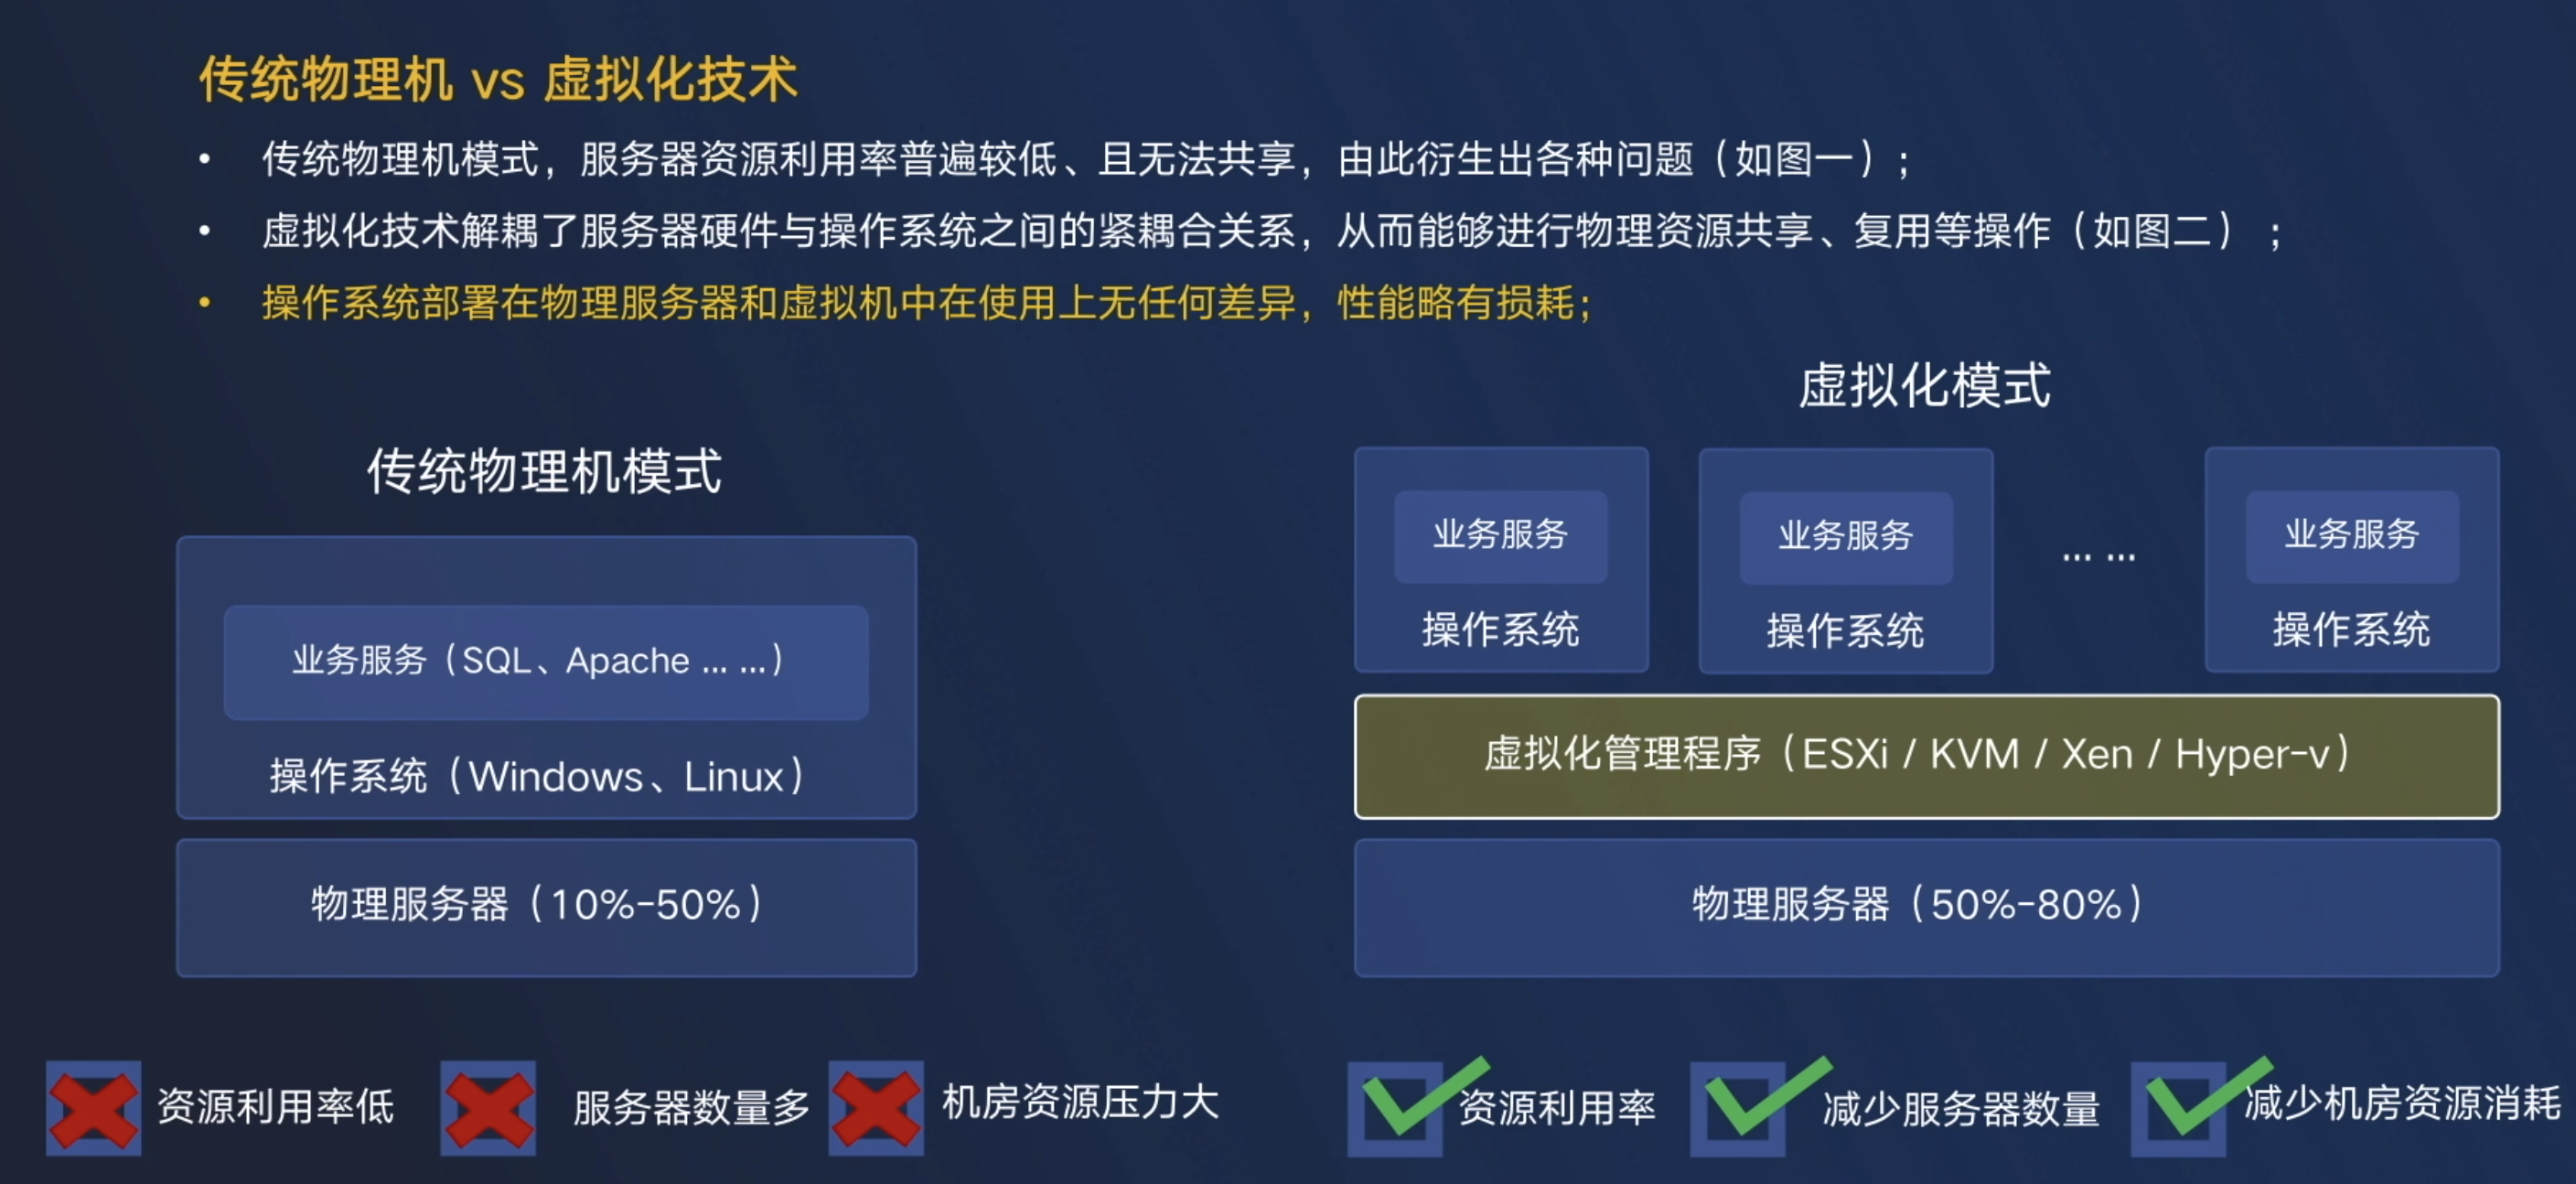 传统物理机 vs 虚拟化技术
• 传统物理机模式，服务器资源利用率普遍较低、且无法共享，由此衍生出各种问题（如图一）；
• 虚拟化技术解耦了服务器硬件与操作系统之间的紧耦合关系，从而能够进行物理资源共享、复用等操作（如图二）；
• 操作系统部署在物理服务器和虚拟机中在使用上无任何差异，性能略有损耗；
传统物理机模式
业务服务（SQL、Apache ... ...）
操作系统（Windows、Linux）
物理服务器（10%-50%）
资源利用率低
服务器数量多
机房资源压力大
虚拟化模式
业务服务
操作系统
业务服务
操作系统
... ...
业务服务
操作系统
虚拟化管理程序（ESXi / KVM / Xen / Hyper-v）
物理服务器（50%-80%）
资源利用率
减少服务器数量
减少机房资源消耗